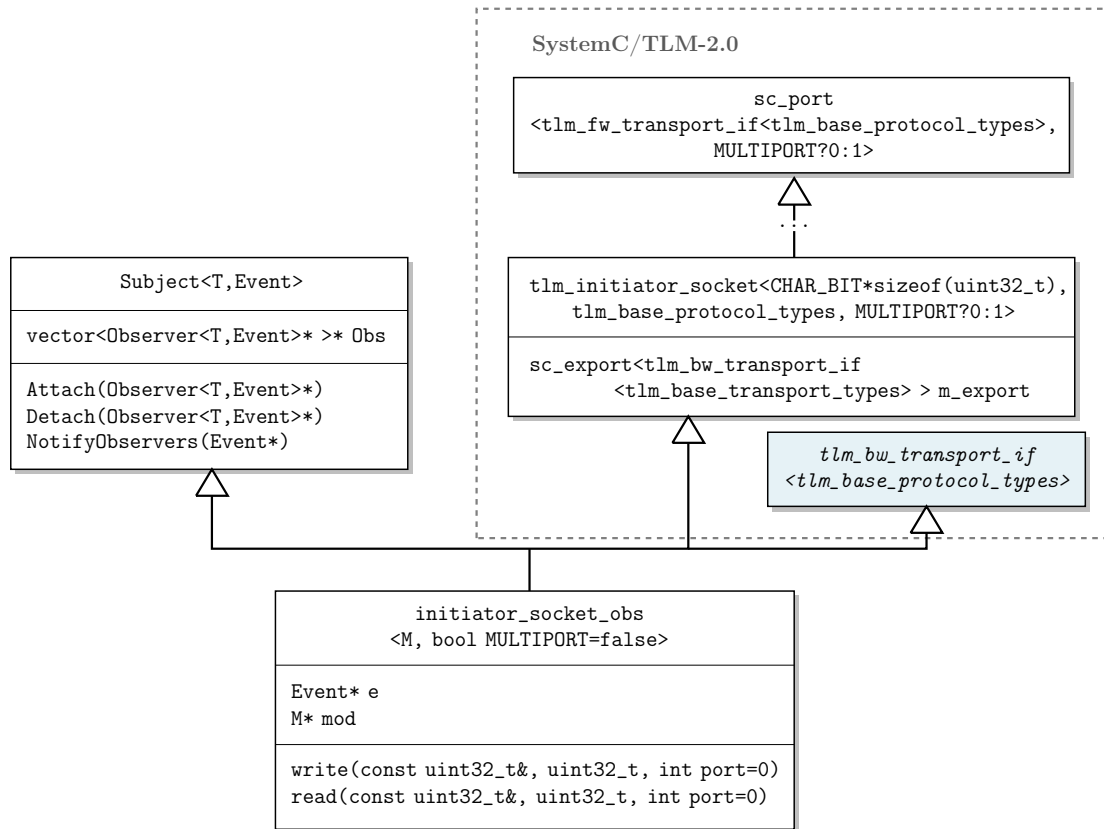 SystemC/TLM-2.0
sc_port
<tlm_fw_transport_if<tlm_base_protocol_types>,
MULTIPORT?0:1>
...
Subject<T,Event>
vector<Observer<T,Event>* >* Obs
Attach(Observer<T,Event>*)
Detach(Observer<T,Event>*)
NotifyObservers(Event*)
tlm_initiator_socket<CHAR_BIT*sizeof(uint32_t),
tlm_base_protocol_types, MULTIPORT?0:1>
sc_export<tlm_bw_transport_if
<tlm_base_transport_types> > m_export
tlm_bw_transport_if
<tlm_base_protocol_types>
initiator_socket_obs
<M, bool MULTIPORT=false>
Event* e
M* mod
write(const uint32_t&, uint32_t, int port=0)
read(const uint32_t&, uint32_t, int port=0)